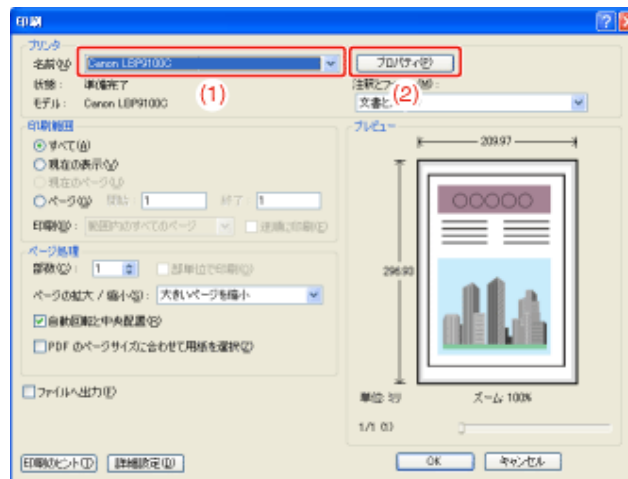 印刷
プリンタ
名前(N): Canon LBP9100C
プロパティ(P)
状態: 準備完了
(1)
注釈と
(M):
モデル: Canon LBP9100C
文書と
(2)
印刷範囲
すべて(A)
現在の表示(V)
現在のページ(U)
ページ(G) 開始: 1 終了: 1
印刷(O): 範囲内のすべてのページ 逆順に印刷(E)
プレビュー
209.97
296.93
○○○○○
ページ処理
部数(C): 1 部単位で印刷(O)
ページの拡大 / 縮小(S): 大きいページを縮小
自動回転と中央配置(R)
PDF のページサイズに合わせて用紙を選択(Z)
ファイルへ出力(F)
単位: ミリ ズーム: 100%
1/1 (1)
印刷のヒント(T) 詳細設定(D) OK キャンセル